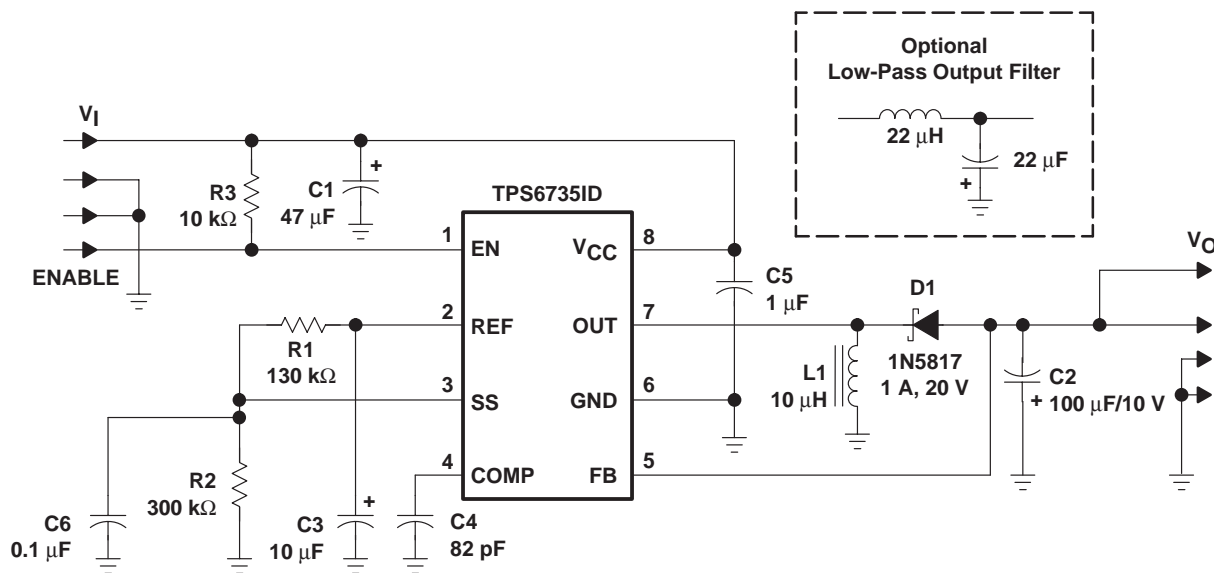 Optional
Low-Pass Output Filter
22 μH
22 μF
+
VI
R3
10 kΩ
C1
47 μF
+
ENABLE
TPS6735ID
1
EN
2
REF
3
SS
4
COMP
VCC
8
OUT
7
GND
6
FB
5
R1
130 kΩ
R2
300 kΩ
C6
0.1 μF
C3
10 μF
+
C4
82 pF
C5
1 μF
L1
10 μH
D1
1N5817
1 A, 20 V
C2
+ 100 μF/10 V
VO